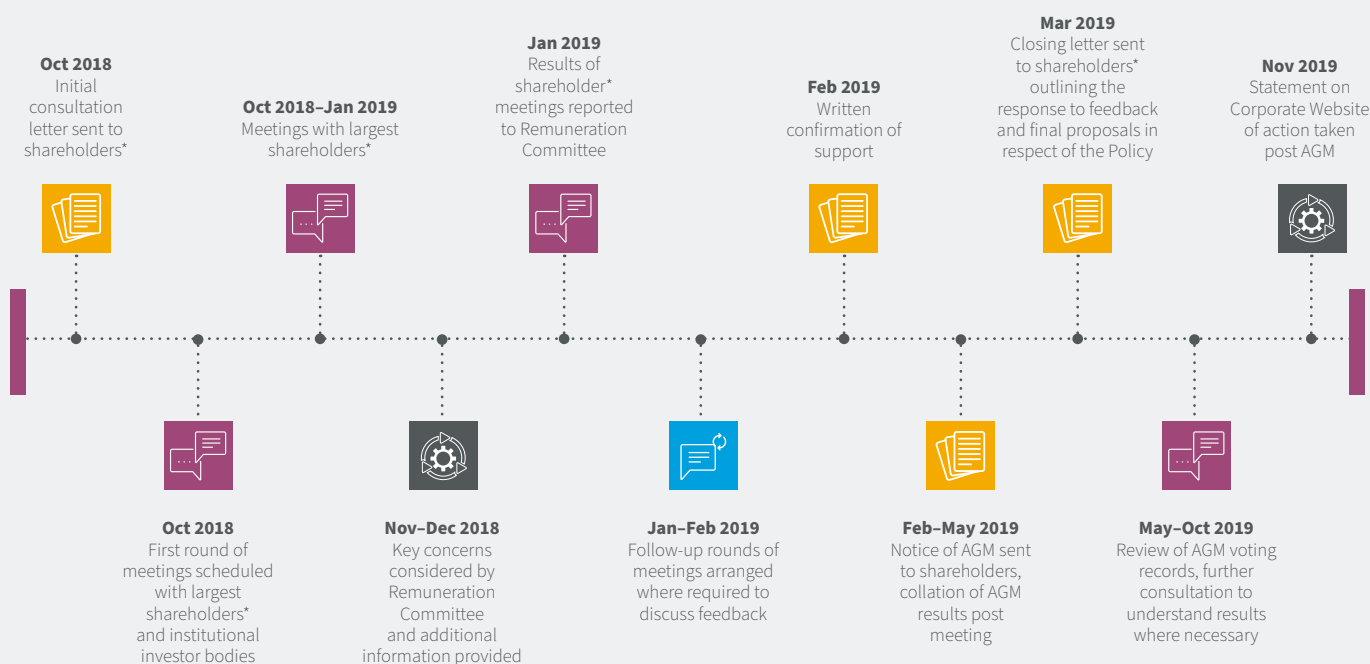 Oct 2018
Initial
consultation
letter sent to
shareholders*
Oct 2018–Jan 2019
Meetings with largest
shareholders*
Jan 2019
Results of
shareholder*
meetings reported
to Remuneration
Committee
Feb 2019
Written
confirmation of
support
Mar 2019
Closing letter sent
to shareholders*
outlining the
response to feedback
and final proposals in
respect of the Policy
Nov 2019
Statement on
Corporate Website
of action taken
post AGM
Oct 2018
First round of
meetings scheduled
with largest
shareholders*
and institutional
investor bodies
Nov–Dec 2018
Key concerns
considered by
Remuneration
Committee
and additional
information provided
Jan–Feb 2019
Follow-up rounds of
meetings arranged
where required to
discuss feedback
Feb–May 2019
Notice of AGM sent
to shareholders,
collation of AGM
results post
meeting
May–Oct 2019
Review of AGM voting
records, further
consultation to
understand results
where necessary